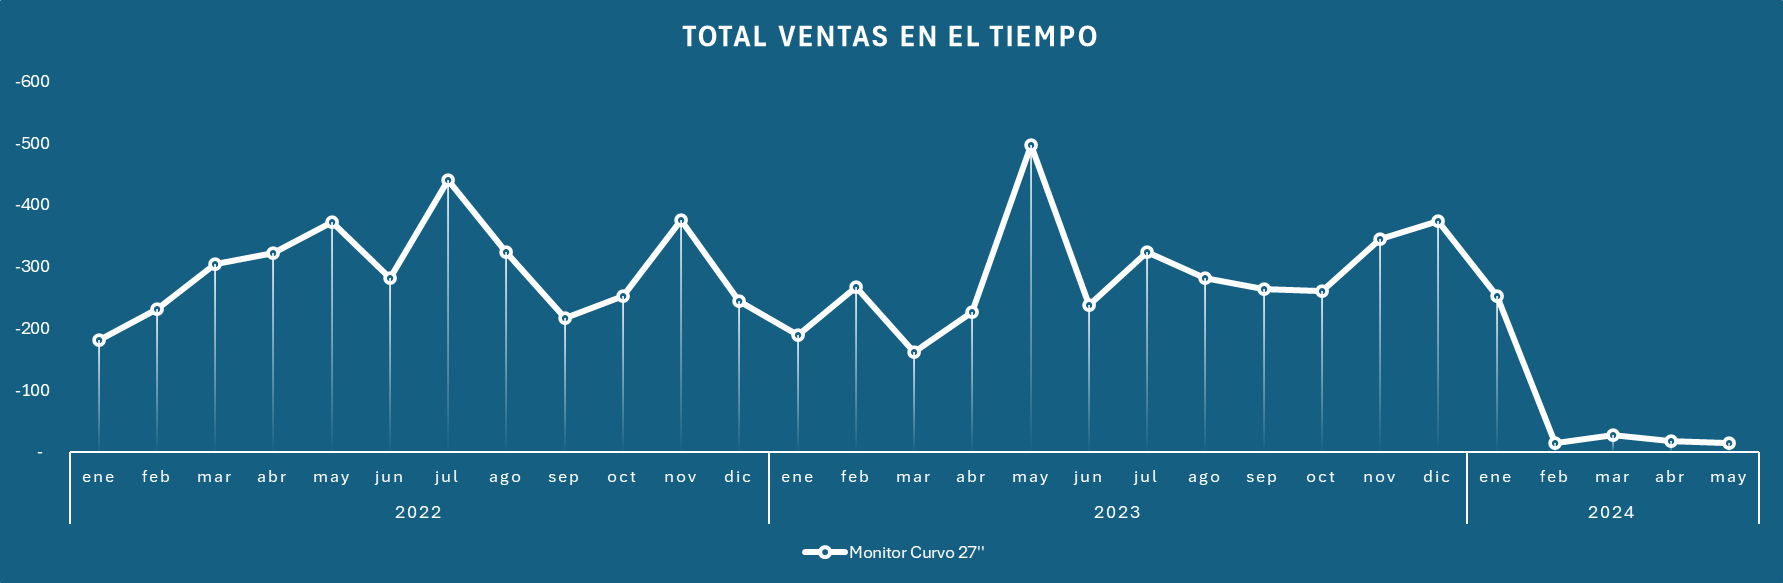 TOTAL VENTAS EN EL TIEMPO
-600
-500
-400
-300
-200
-100
-
ene feb mar abr may jun jul ago sep oct nov dic ene feb mar abr may jun jul ago sep oct nov dic ene feb mar abr may
2022 2023 2024
Monitor Curvo 27"